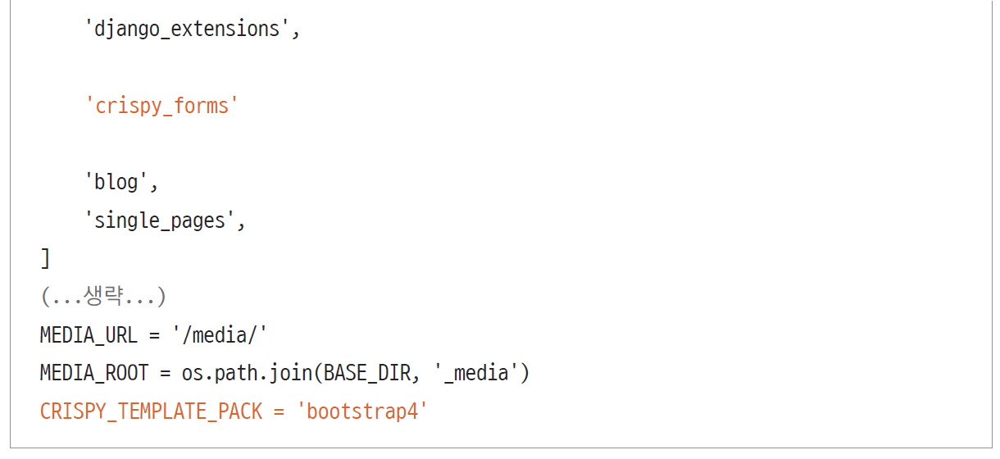 'django_extensions',
'crispy_forms'
'blog',
'single_pages',
]
(...생략...)
MEDIA_URL = '/media/'
MEDIA_ROOT = os.path.join(BASE_DIR, '_media')
CRISPY_TEMPLATE_PACK = 'bootstrap4'